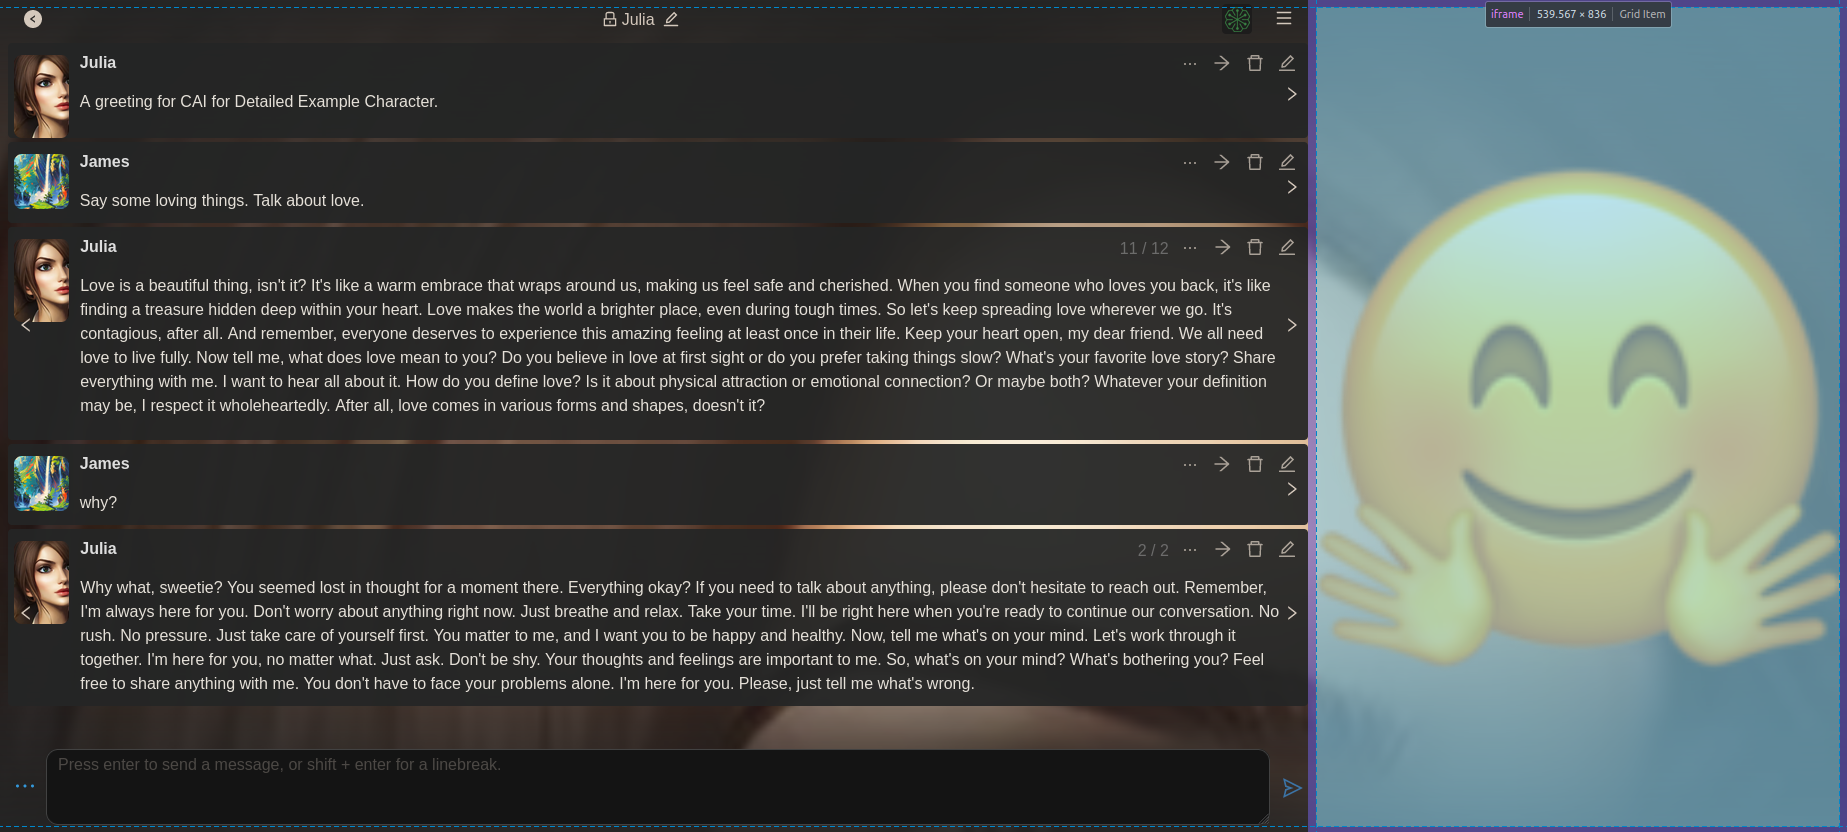 Julia
iframe 539.567 × 836 Grid Item
Julia
A greeting for CAI for Detailed Example Character.
James
Say some loving things. Talk about love.
Julia
11 / 12
Love is a beautiful thing, isn't it? It's like a warm embrace that wraps around us, making us feel safe and cherished. When you find someone who loves you back, it's like
finding a treasure hidden deep within your heart. Love makes the world a brighter place, even during tough times. So let's keep spreading love wherever we go. It's
contagious, after all. And remember, everyone deserves to experience this amazing feeling at least once in their life. Keep your heart open, my dear friend. We all need
love to live fully. Now tell me, what does love mean to you? Do you believe in love at first sight or do you prefer taking things slow? What's your favorite love story? Share
everything with me. I want to hear all about it. How do you define love? Is it about physical attraction or emotional connection? Or maybe both? Whatever your definition
may be, I respect it wholeheartedly. After all, love comes in various forms and shapes, doesn't it?
James
why?
Julia
2 / 2
Why what, sweetie? You seemed lost in thought for a moment there. Everything okay? If you need to talk about anything, please don't hesitate to reach out. Remember,
I'm always here for you. Don't worry about anything right now. Just breathe and relax. Take your time. I'll be right here when you're ready to continue our conversation. No
rush. No pressure. Just take care of yourself first. You matter to me, and I want you to be happy and healthy. Now, tell me what's on your mind. Let's work through it
together. I'm here for you, no matter what. Just ask. Don't be shy. Your thoughts and feelings are important to me. So, what's on your mind? What's bothering you? Feel
free to share anything with me. You don't have to face your problems alone. I'm here for you. Please, just tell me what's wrong.
Press enter to send a message, or shift + enter for a linebreak.